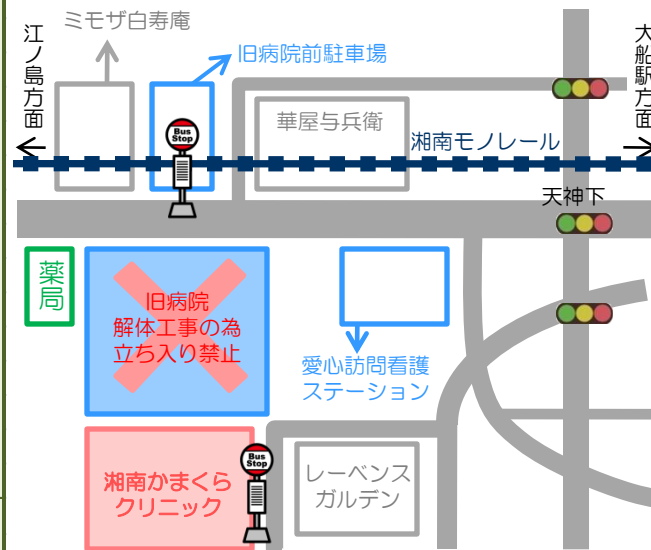 ミモザ白寿庵
江ノ島方面
旧病院前駐車場
大船駅方面
華屋与兵衛
湘南モノレール
Bus
Stop
天神下
薬局
旧病院
解体工事の為
立ち入り禁止
愛心訪問看護
ステーション
湘南かまくら
クリニック
Bus
Stop
レーベンス
ガルデン